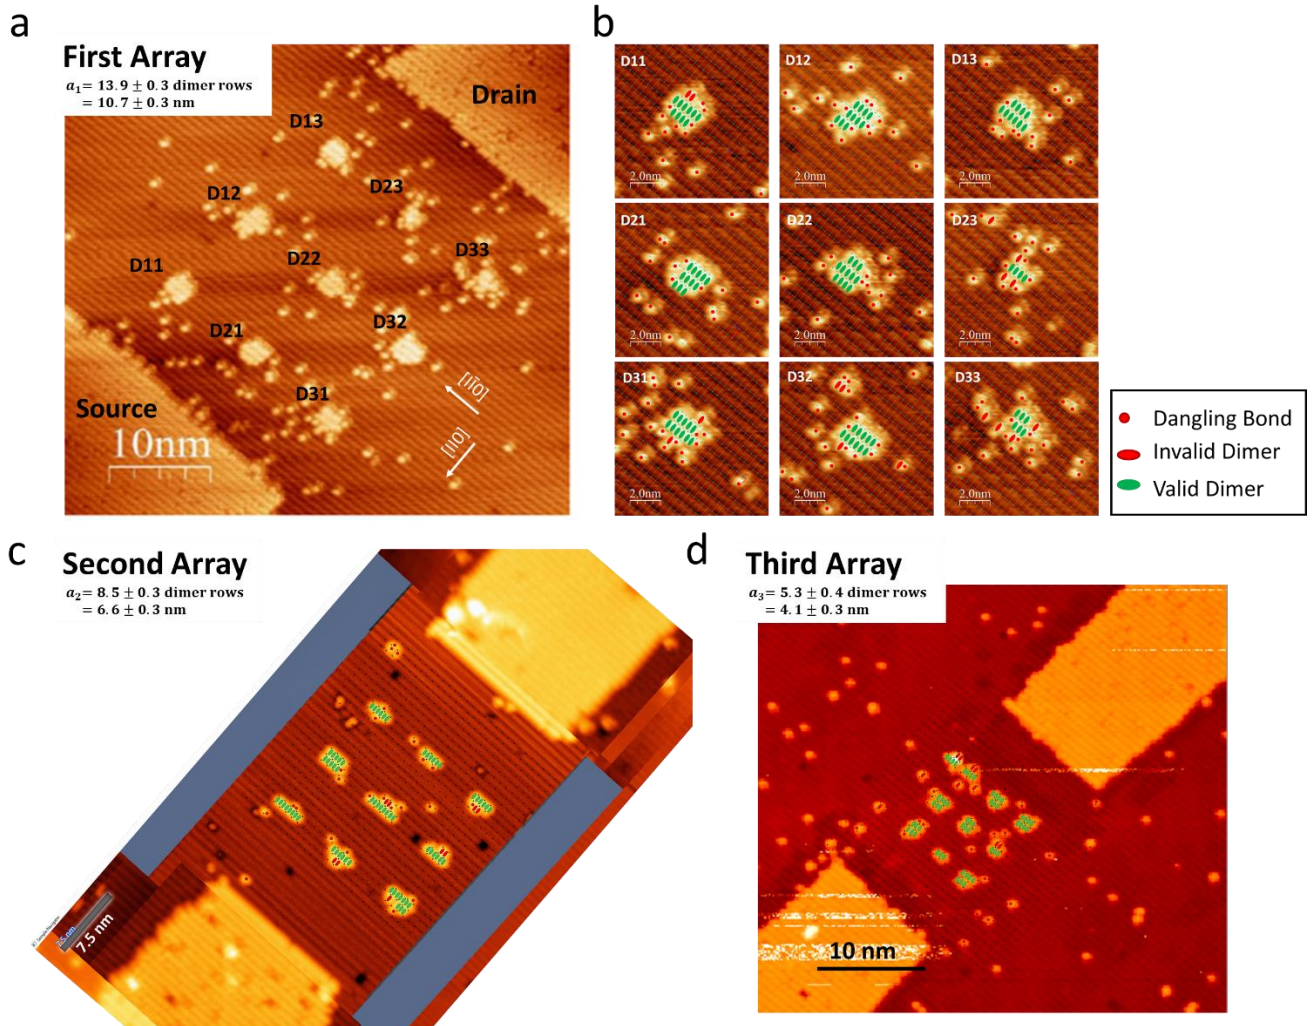 a
First Array
a₁= 13.9 ± 0.3 dimer rows
= 10.7 ± 0.3 nm
Drain
D13
D12
D23
D22
D33
D11
D21
D32
D31
[11̄0]
[110]
Source
10nm
b
D11
2.0nm
D12
2.0nm
D13
2.0nm
D21
2.0nm
D22
2.0nm
D23
2.0nm
D31
2.0nm
D32
2.0nm
D33
2.0nm
Dangling Bond
Invalid Dimer
Valid Dimer
c
Second Array
a₂= 8.5 ± 0.3 dimer rows
= 6.6 ± 0.3 nm
7.5 nm
d
Third Array
a₃= 5.3 ± 0.4 dimer rows
= 4.1 ± 0.3 nm
10 nm